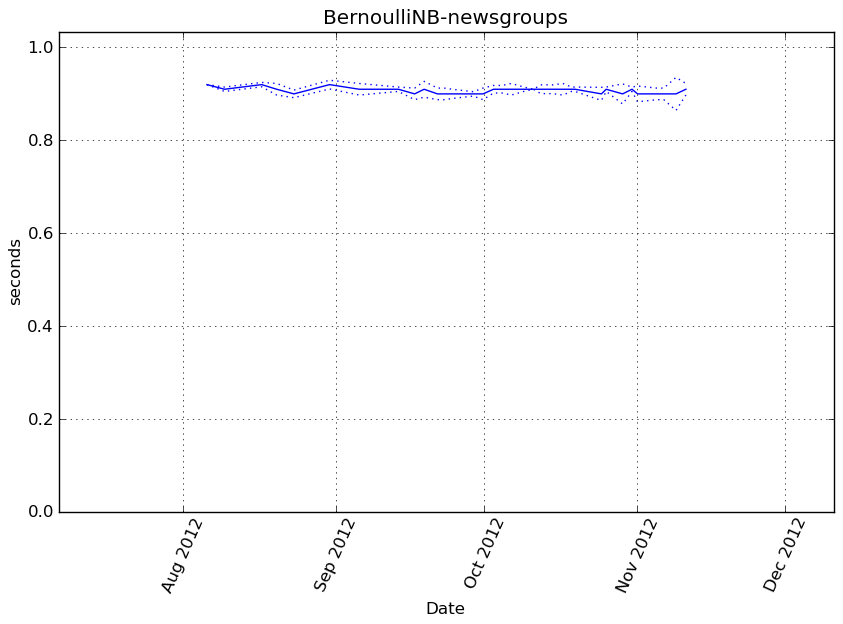 BernoulliNB-newsgroups
1.0
0.8
0.6
0.4
0.2
0.0
seconds
Aug 2012
Sep 2012
Oct 2012
Nov 2012
Dec 2012
Date